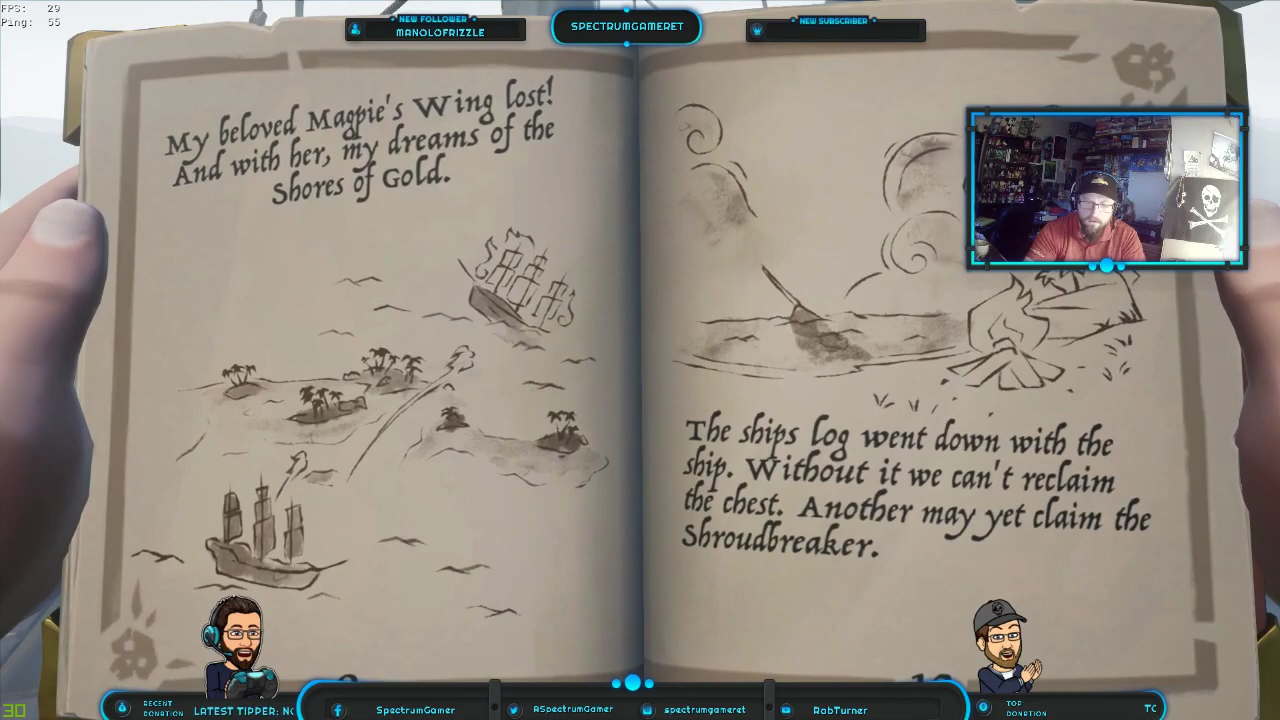 FPS: 29
Ping: 55
NEW FOLLOWER
MANOLOFRIZZLE
SPECTRUMGAMERET
NEW SUBSCRIBER
My beloved Magpie's Wing lost!
And with her, my dreams of the
Shores of Gold.
The ships log went down with the
ship. Without it we can't reclaim
the chest. Another may yet claim the
Shroudbreaker.
30
RECENT
DONATION
LATEST TIPPER:
SPECTRUMGAMER
ASPECTRUMGAMER
spectrumgameret
ROBTURNER
TOP
DONATION